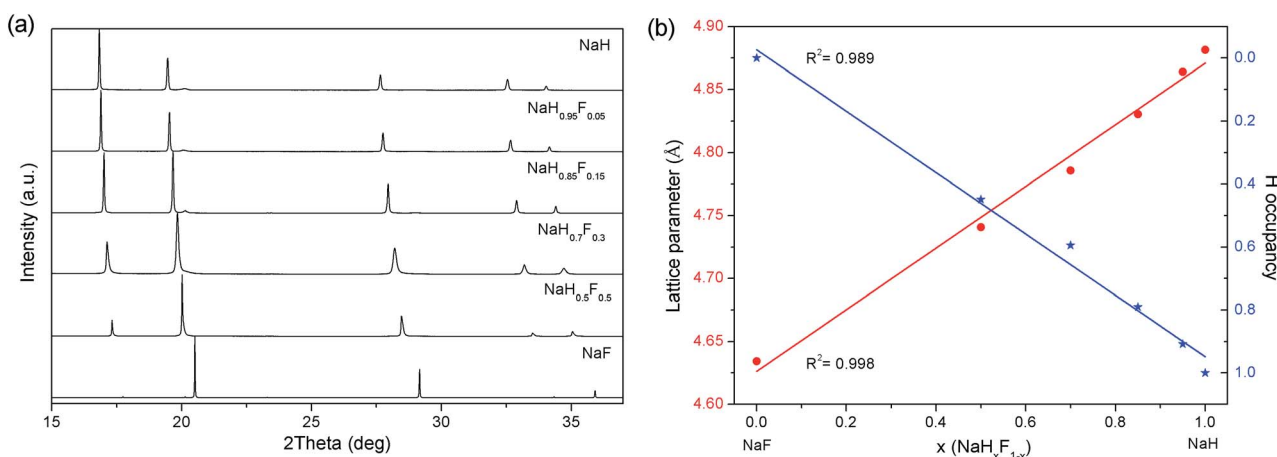 (a)
NaH
NaH0.95F0.05
NaH0.85F0.15
NaH0.7F0.3
NaH0.5F0.5
NaF
Intensity (a.u.)
15 20 25 30 35
2Theta (deg)
(b)
4.90
4.85
4.80
4.75
4.70
4.65
4.60
Lattice parameter (Å)
R2= 0.989
R2= 0.998
0.0
0.2
0.4
0.6
0.8
1.0
H occupancy
0.0 0.2 0.4 0.6 0.8 1.0
NaF x (NaHxF1-x) NaH